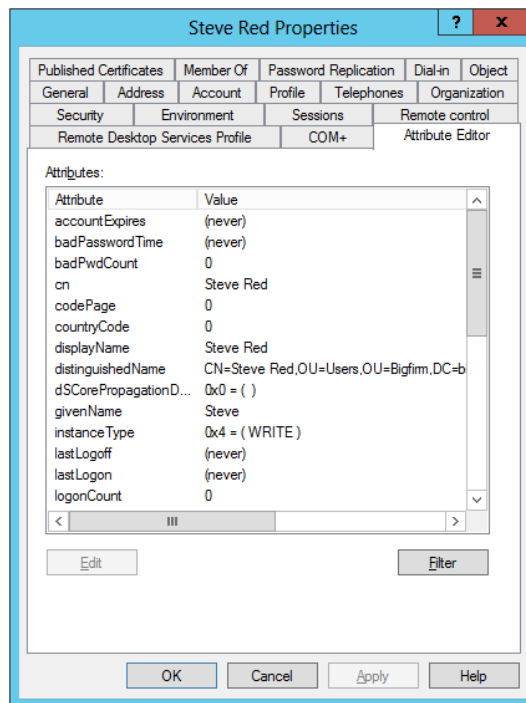 Steve Red Properties
? x
Published Certificates Member Of Password Replication Dial-in Object
General Address Account Profile Telephones Organization
Security Environment Sessions Remote control
Remote Desktop Services Profile COM+ Attribute Editor
Attributes:
Attribute Value
accountExpires (never)
badPasswordTime (never)
badPwdCount 0
cn Steve Red
codePage 0
countryCode 0
displayName Steve Red
distinguishedName CN=Steve Red,OU=Users,OU=Bigfirm,DC=b
dSCorePropagationD... 0x0 = ( )
givenName Steve
instanceType 0x4 = ( WRITE )
lastLogoff (never)
lastLogon (never)
logonCount 0
Edit Filter
OK Cancel Apply Help